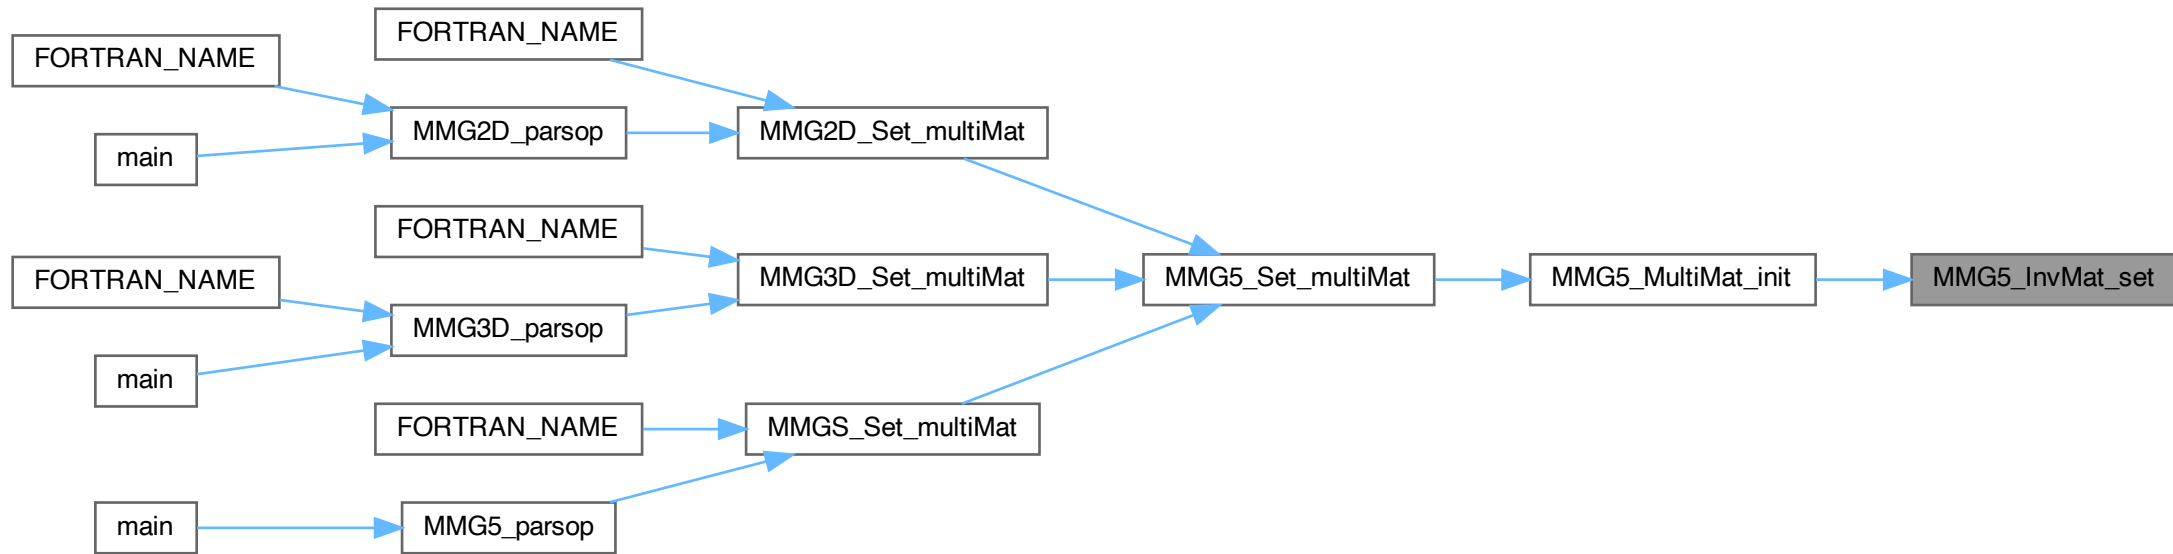 FORTRAN_NAME
FORTRAN_NAME
MMG2D_parsop
MMG2D_Set_multiMat
main
FORTRAN_NAME
FORTRAN_NAME
MMG3D_Set_multiMat
MMG5_Set_multiMat
MMG5_MultiMat_init
MMG5_InvMat_set
MMG3D_parsop
main
FORTRAN_NAME
MMGS_Set_multiMat
main
MMG5_parsop